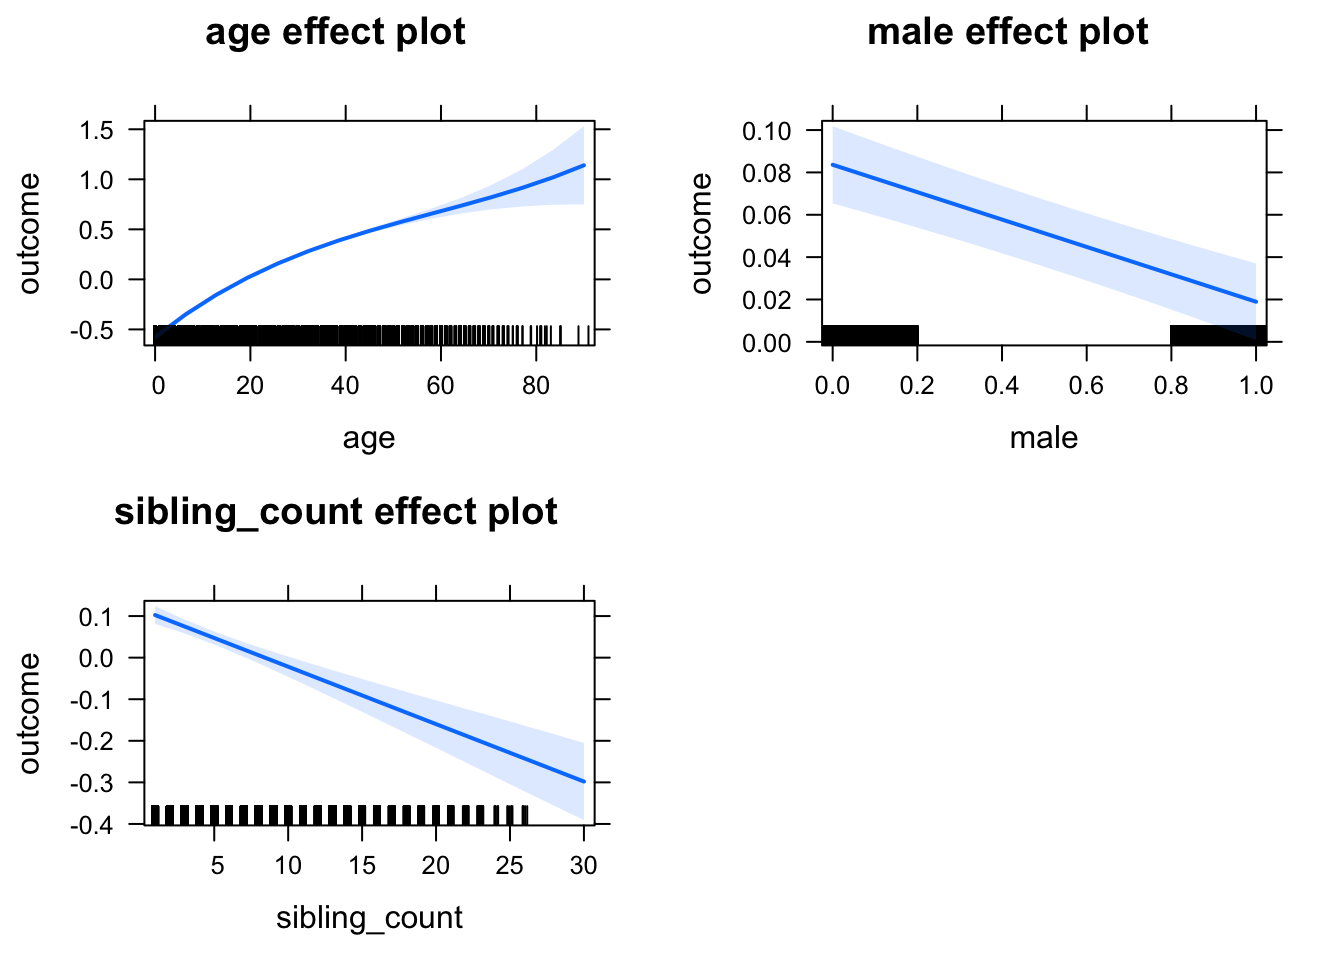 age effect plot
outcome
1.5
1.0
0.5
0.0
-0.5
0 20 40 60 80
age
male effect plot
outcome
0.10
0.08
0.06
0.04
0.02
0.00
0.0 0.2 0.4 0.6 0.8 1.0
male
sibling_count effect plot
outcome
0.1
0.0
-0.1
-0.2
-0.3
-0.4
5 10 15 20 25 30
sibling_count